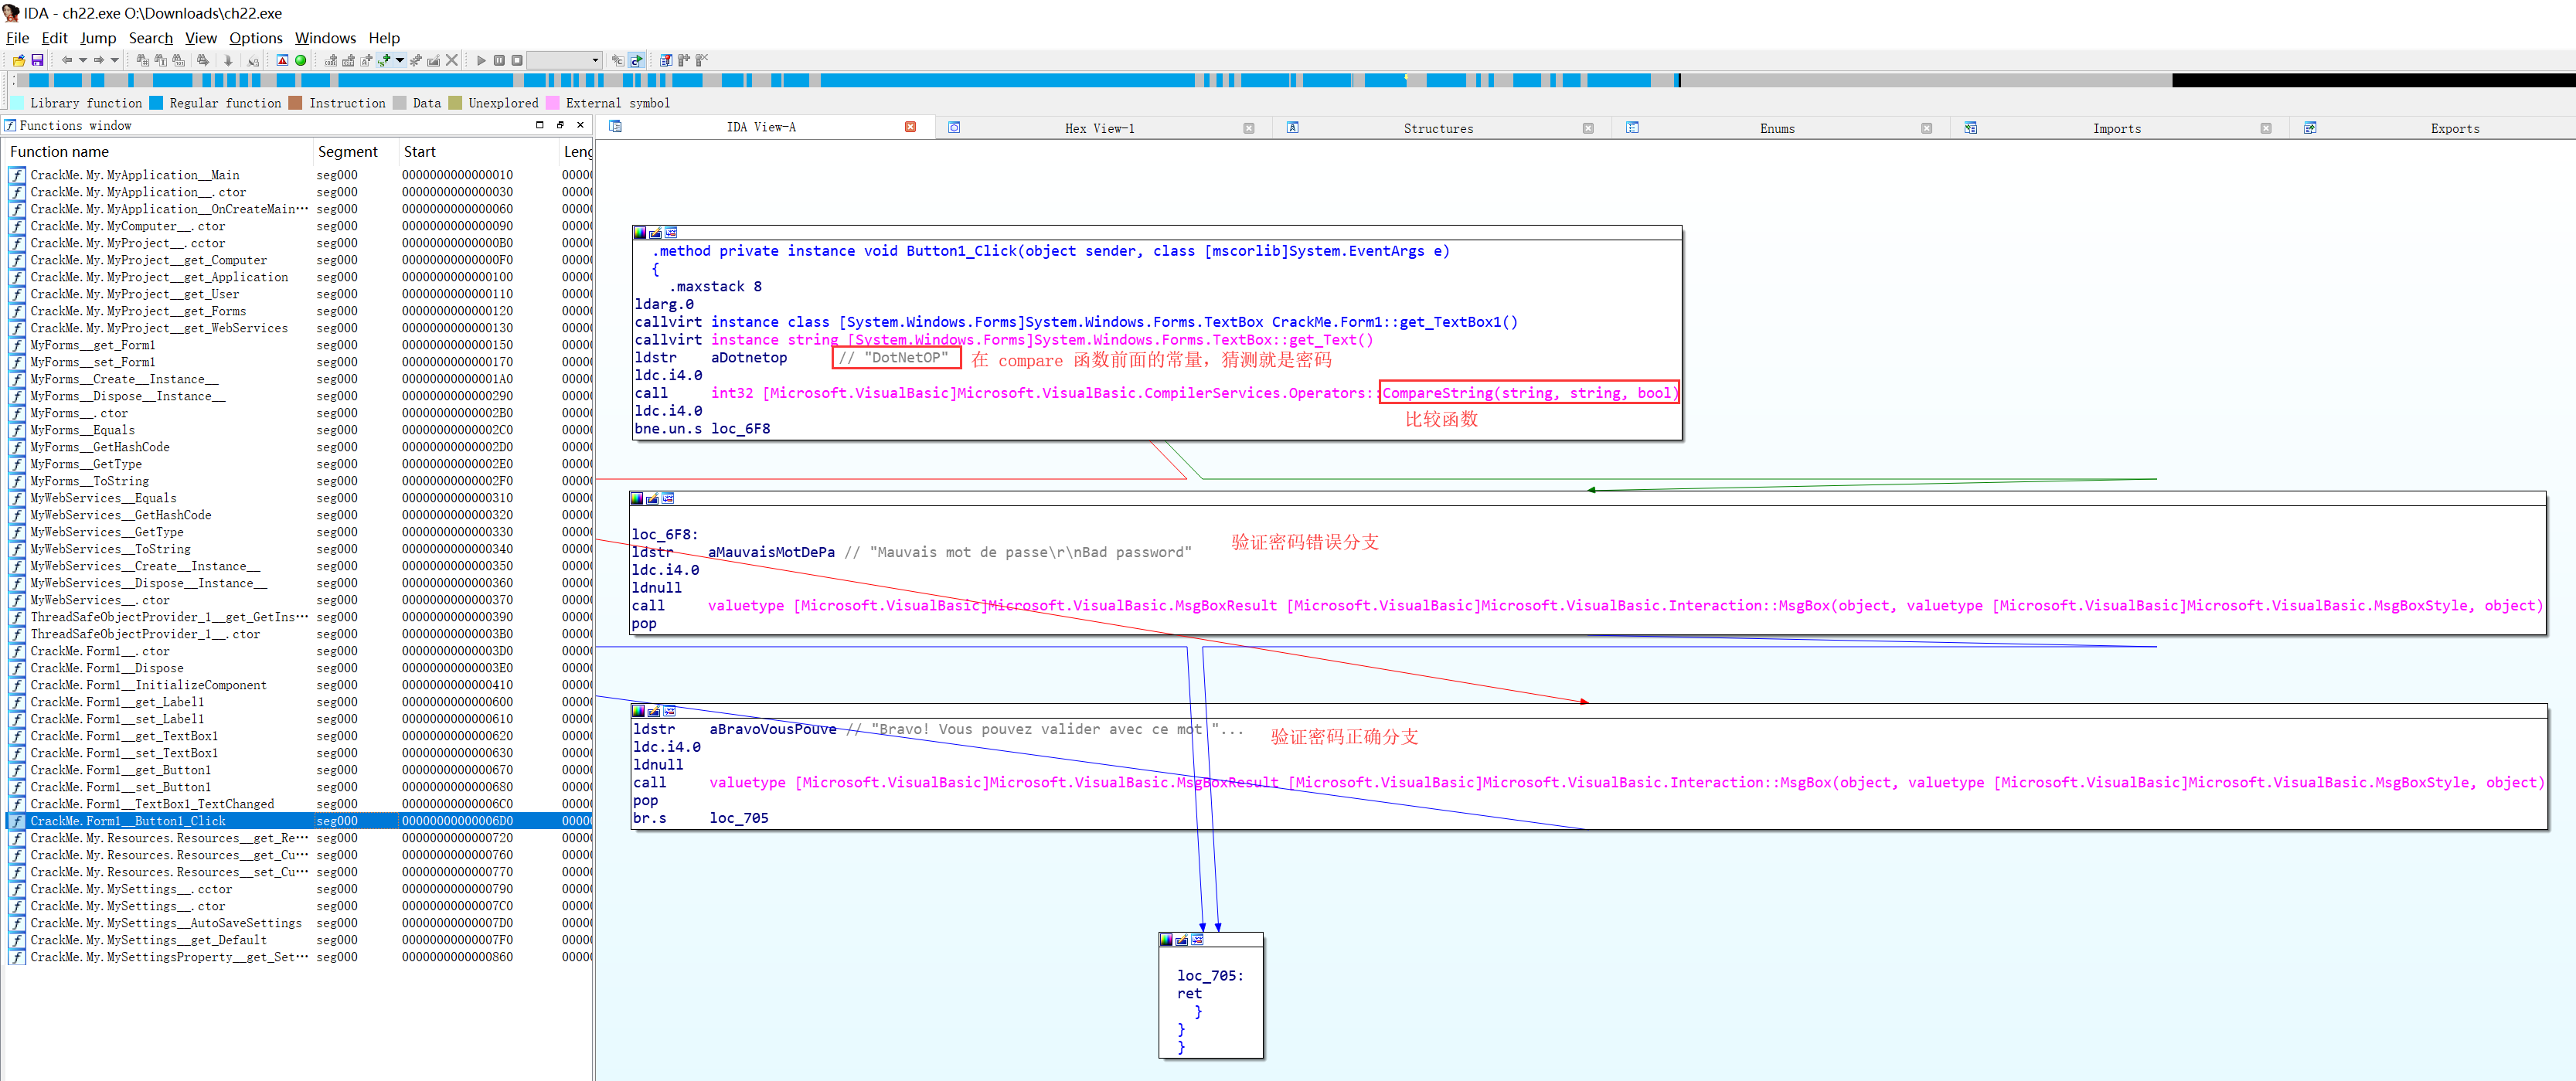 IDA - ch22.exe O:\Downloads\ch22.exe
File Edit Jump Search View Options Windows Help
Library function Regular function Instruction Data Unexplored External symbol
Functions window
IDA View-A Hex View-1 Structures Enums Imports Exports
Function name Segment Start Leng
CrackMe.My.MyApplication__Main seg000 0000000000000010 0000
CrackMe.My.MyApplication__.ctor seg000 0000000000000030 0000
CrackMe.My.MyApplication__OnCreateMain… seg000 0000000000000060 0000
CrackMe.My.MyComputer__.ctor seg000 0000000000000090 0000
CrackMe.My.MyProject__.cctor seg000 00000000000000B0 0000
CrackMe.My.MyProject__get_Computer seg000 00000000000000F0 0000
CrackMe.My.MyProject__get_Application seg000 0000000000000100 0000
CrackMe.My.MyProject__get_User seg000 0000000000000110 0000
CrackMe.My.MyProject__get_Forms seg000 0000000000000120 0000
CrackMe.My.MyProject__get_WebServices seg000 0000000000000130 0000
MyForms__get_Form1 seg000 0000000000000150 0000
MyForms__set_Form1 seg000 0000000000000170 0000
MyForms__Create__Instance__ seg000 00000000000001A0 0000
MyForms__Dispose__Instance__ seg000 0000000000000290 0000
MyForms__.ctor seg000 00000000000002B0 0000
MyForms__Equals seg000 00000000000002C0 0000
MyForms__GetHashCode seg000 00000000000002D0 0000
MyForms__GetType seg000 00000000000002E0 0000
MyForms__ToString seg000 00000000000002F0 0000
MyWebServices__Equals seg000 0000000000000310 0000
MyWebServices__GetHashCode seg000 0000000000000320 0000
MyWebServices__GetType seg000 0000000000000330 0000
MyWebServices__ToString seg000 0000000000000340 0000
MyWebServices__Create__Instance__ seg000 0000000000000350 0000
MyWebServices__Dispose__Instance__ seg000 0000000000000360 0000
MyWebServices__.ctor seg000 0000000000000370 0000
ThreadSafeObjectProvider_1__get_GetIns… seg000 0000000000000390 0000
ThreadSafeObjectProvider_1__.ctor seg000 00000000000003B0 0000
CrackMe.Form1__.ctor seg000 00000000000003D0 0000
CrackMe.Form1__Dispose seg000 00000000000003E0 0000
CrackMe.Form1__InitializeComponent seg000 0000000000000410 0000
CrackMe.Form1__get_Label1 seg000 0000000000000600 0000
CrackMe.Form1__set_Label1 seg000 0000000000000610 0000
CrackMe.Form1__get_TextBox1 seg000 0000000000000620 0000
CrackMe.Form1__set_TextBox1 seg000 0000000000000630 0000
CrackMe.Form1__get_Button1 seg000 0000000000000670 0000
CrackMe.Form1__set_Button1 seg000 0000000000000680 0000
CrackMe.Form1__TextBox1_TextChanged seg000 00000000000006C0 0000
CrackMe.Form1__Button1_Click seg000 00000000000006D0 0000
CrackMe.My.Resources.Resources__get_Re… seg000 0000000000000720 0000
CrackMe.My.Resources.Resources__get_Cu… seg000 0000000000000760 0000
CrackMe.My.Resources.Resources__set_Cu… seg000 0000000000000770 0000
CrackMe.My.MySettings__.cctor seg000 0000000000000790 0000
CrackMe.My.MySettings__.ctor seg000 00000000000007C0 0000
CrackMe.My.MySettings__AutoSaveSettings seg000 00000000000007D0 0000
CrackMe.My.MySettings__get_Default seg000 00000000000007F0 0000
CrackMe.My.MySettingsProperty__get_Set… seg000 0000000000000860 0000
.method private instance void Button1_Click(object sender, class [mscorlib]System.EventArgs e)
{
.maxstack 8
ldarg.0
callvirt instance class [System.Windows.Forms]System.Windows.Forms.TextBox CrackMe.Form1::get_TextBox1()
callvirt instance string [System.Windows.Forms]System.Windows.Forms.TextBox::get_Text()
ldstr aDotnetop // "DotNetOP" 在 compare 函数前面的常量，猜测就是密码
ldc.i4.0
call int32 [Microsoft.VisualBasic]Microsoft.VisualBasic.CompilerServices.Operators::CompareString(string, string, bool)
ldc.i4.0 比较函数
bne.un.s loc_6F8
loc_6F8: 验证密码错误分支
ldstr aMauvaisMotDePa // "Mauvais mot de passe\r\nBad password"
ldc.i4.0
ldnull
call valuetype [Microsoft.VisualBasic]Microsoft.VisualBasic.MsgBoxResult [Microsoft.VisualBasic]Microsoft.VisualBasic.Interaction::MsgBox(object, valuetype [Microsoft.VisualBasic]Microsoft.VisualBasic.MsgBoxStyle, object)
pop
ldstr aBravoVousPouve // "Bravo! Vous pouvez valider avec ce mot "... 验证密码正确分支
ldc.i4.0
ldnull
call valuetype [Microsoft.VisualBasic]Microsoft.VisualBasic.MsgBoxResult [Microsoft.VisualBasic]Microsoft.VisualBasic.Interaction::MsgBox(object, valuetype [Microsoft.VisualBasic]Microsoft.VisualBasic.MsgBoxStyle, object)
pop
br.s loc_705
loc_705:
ret
}
}
}